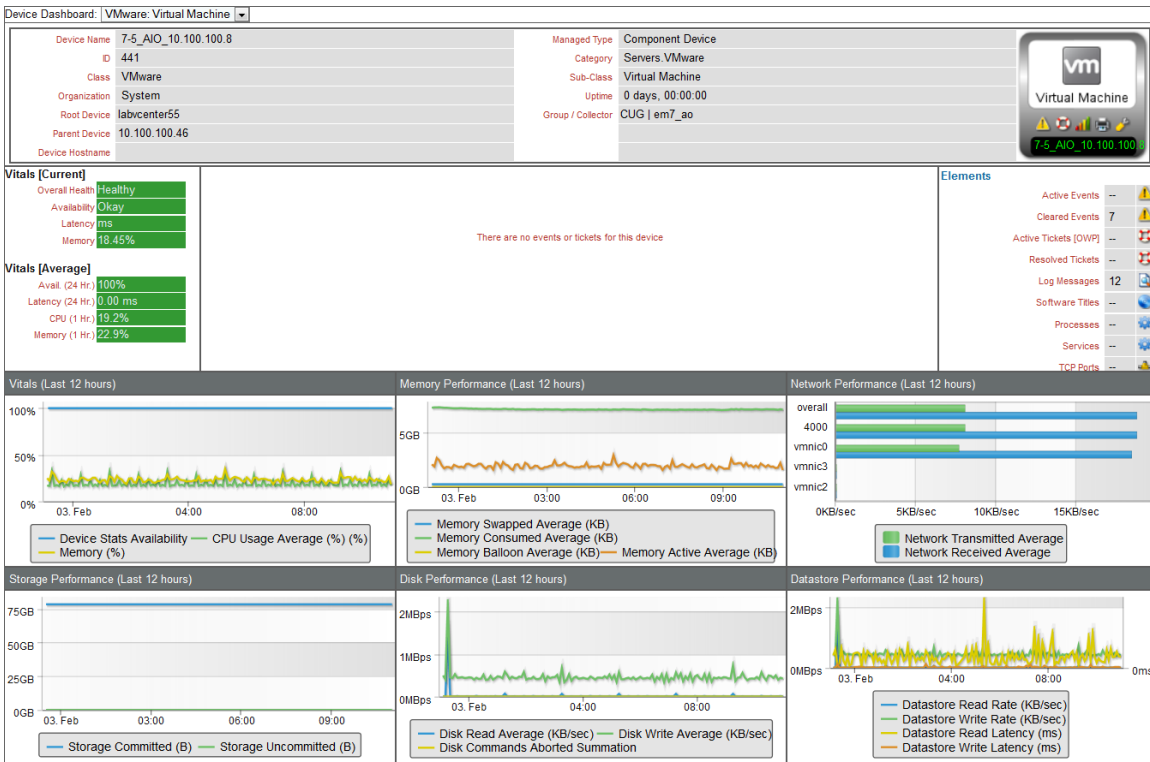 Device Dashboard: VMware: Virtual Machine
Device Name 7-5_AIO_10.100.100.8
ID 441
Class VMware
Organization System
Root Device labvcenter55
Parent Device 10.100.100.46
Device Hostname
Managed Type Component Device
Category Servers.VMware
Sub-Class Virtual Machine
Uptime 0 days, 00:00:00
Group / Collector CUG | em7_ao
vm
Virtual Machine
7-5_AIO_10.100.100.8
Vitals [Current]
Overall Health Healthy
Availability Okay
Latency ms
Memory 18.45%
Vitals [Average]
Avail. (24 Hr.) 100%
Latency (24 Hr.) 0.00 ms
CPU (1 Hr.) 19.2%
Memory (1 Hr.) 22.9%
There are no events or tickets for this device
Elements
Active Events --
Cleared Events 7
Active Tickets [OWP] --
Resolved Tickets --
Log Messages 12
Software Titles --
Processes --
Services --
TCP Ports --
Vitals (Last 12 hours)
100%
50%
0%
03. Feb 04:00 08:00
Device Stats Availability CPU Usage Average (%) (%)
Memory (%)
Memory Performance (Last 12 hours)
5GB
0GB
03. Feb 03:00 06:00 09:00
Memory Swapped Average (KB)
Memory Consumed Average (KB)
Memory Balloon Average (KB) Memory Active Average (KB)
Network Performance (Last 12 hours)
overall
4000
vmnic0
vmnic3
vmnic2
0KB/sec 5KB/sec 10KB/sec 15KB/sec
Network Transmitted Average
Network Received Average
Storage Performance (Last 12 hours)
75GB
50GB
25GB
0GB
03. Feb 03:00 06:00 09:00
Storage Committed (B) Storage Uncommitted (B)
Disk Performance (Last 12 hours)
2MBps
1MBps
0MBps
03. Feb 04:00 08:00
Disk Read Average (KB/sec) Disk Write Average (KB/sec)
Disk Commands Aborted Summation
Datastore Performance (Last 12 hours)
2MBps
0MBps 0ms
03. Feb 04:00 08:00
Datastore Read Rate (KB/sec)
Datastore Write Rate (KB/sec)
Datastore Read Latency (ms)
Datastore Write Latency (ms)